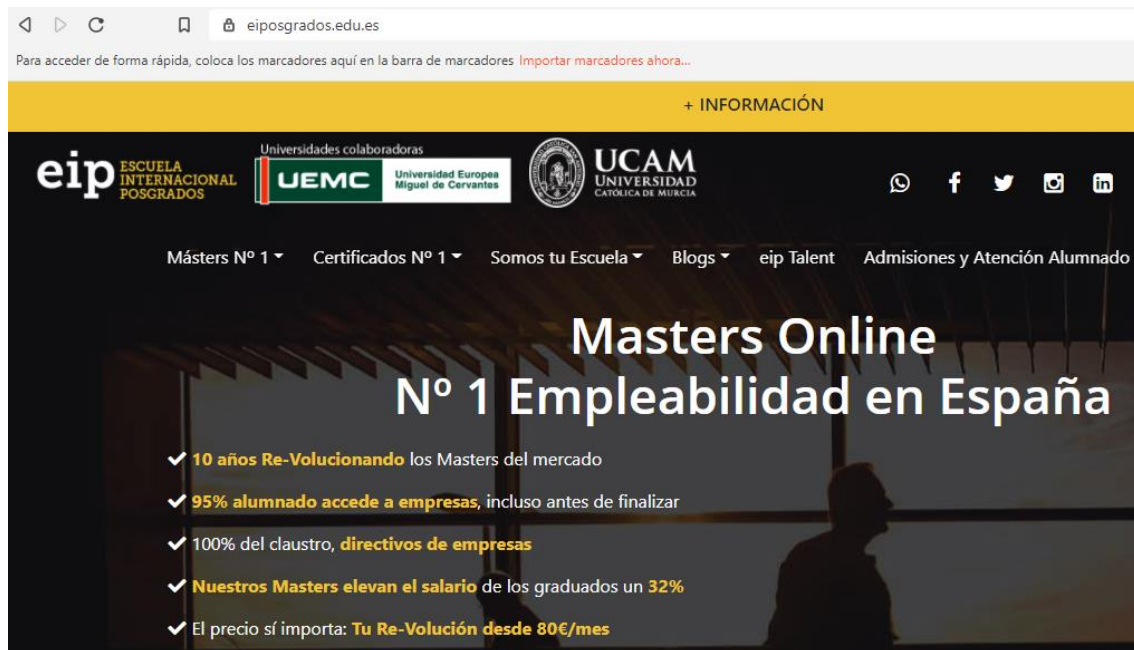 eiposgrados.edu.es
Para acceder de forma rápida, coloca los marcadores aquí en la barra de marcadores Importar marcadores ahora...
+ INFORMACIÓN
eip ESCUELA INTERNACIONAL POSGRADOS
Universidades colaboradoras
UEMC Universidad Europea Miguel de Cervantes
UCAM
UNIVERSIDAD
CATÓLICA DE MURCIA
Másters Nº 1 Certificados Nº 1 Somos tu Escuela Blogs eip Talent Admisiones y Atención Alumnado
Masters Online
Nº 1 Empleabilidad en España
10 años Re-Volucionando los Masters del mercado
95% alumnado accede a empresas, incluso antes de finalizar
100% del claustro, directivos de empresas
Nuestros Masters elevan el salario de los graduados un 32%
El precio sí importa: Tu Re-Volución desde 80€/mes